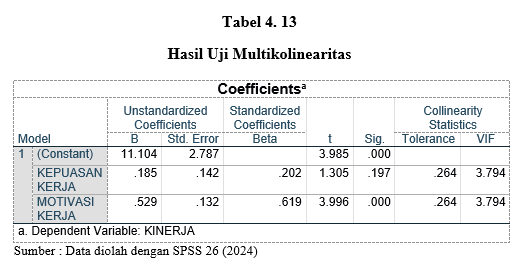 Tabel 4. 13
Hasil Uji Multikolinearitas
Coefficientsᵃ
Unstandardized Coefficients Standardized Coefficients Collinearity Statistics
Model B Std. Error Beta t Sig. Tolerance VIF
1 (Constant) 11.104 2.787 3.985 .000
KEPUASAN KERJA .185 .142 .202 1.305 .197 .264 3.794
MOTIVASI KERJA .529 .132 .619 3.996 .000 .264 3.794
a. Dependent Variable: KINERJA
Sumber : Data diolah dengan SPSS 26 (2024)